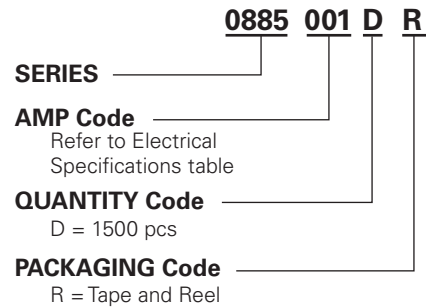 0885 001 D R
SERIES
AMP Code
Refer to Electrical
Specifications table
QUANTITY Code
D = 1500 pcs
PACKAGING Code
R = Tape and Reel